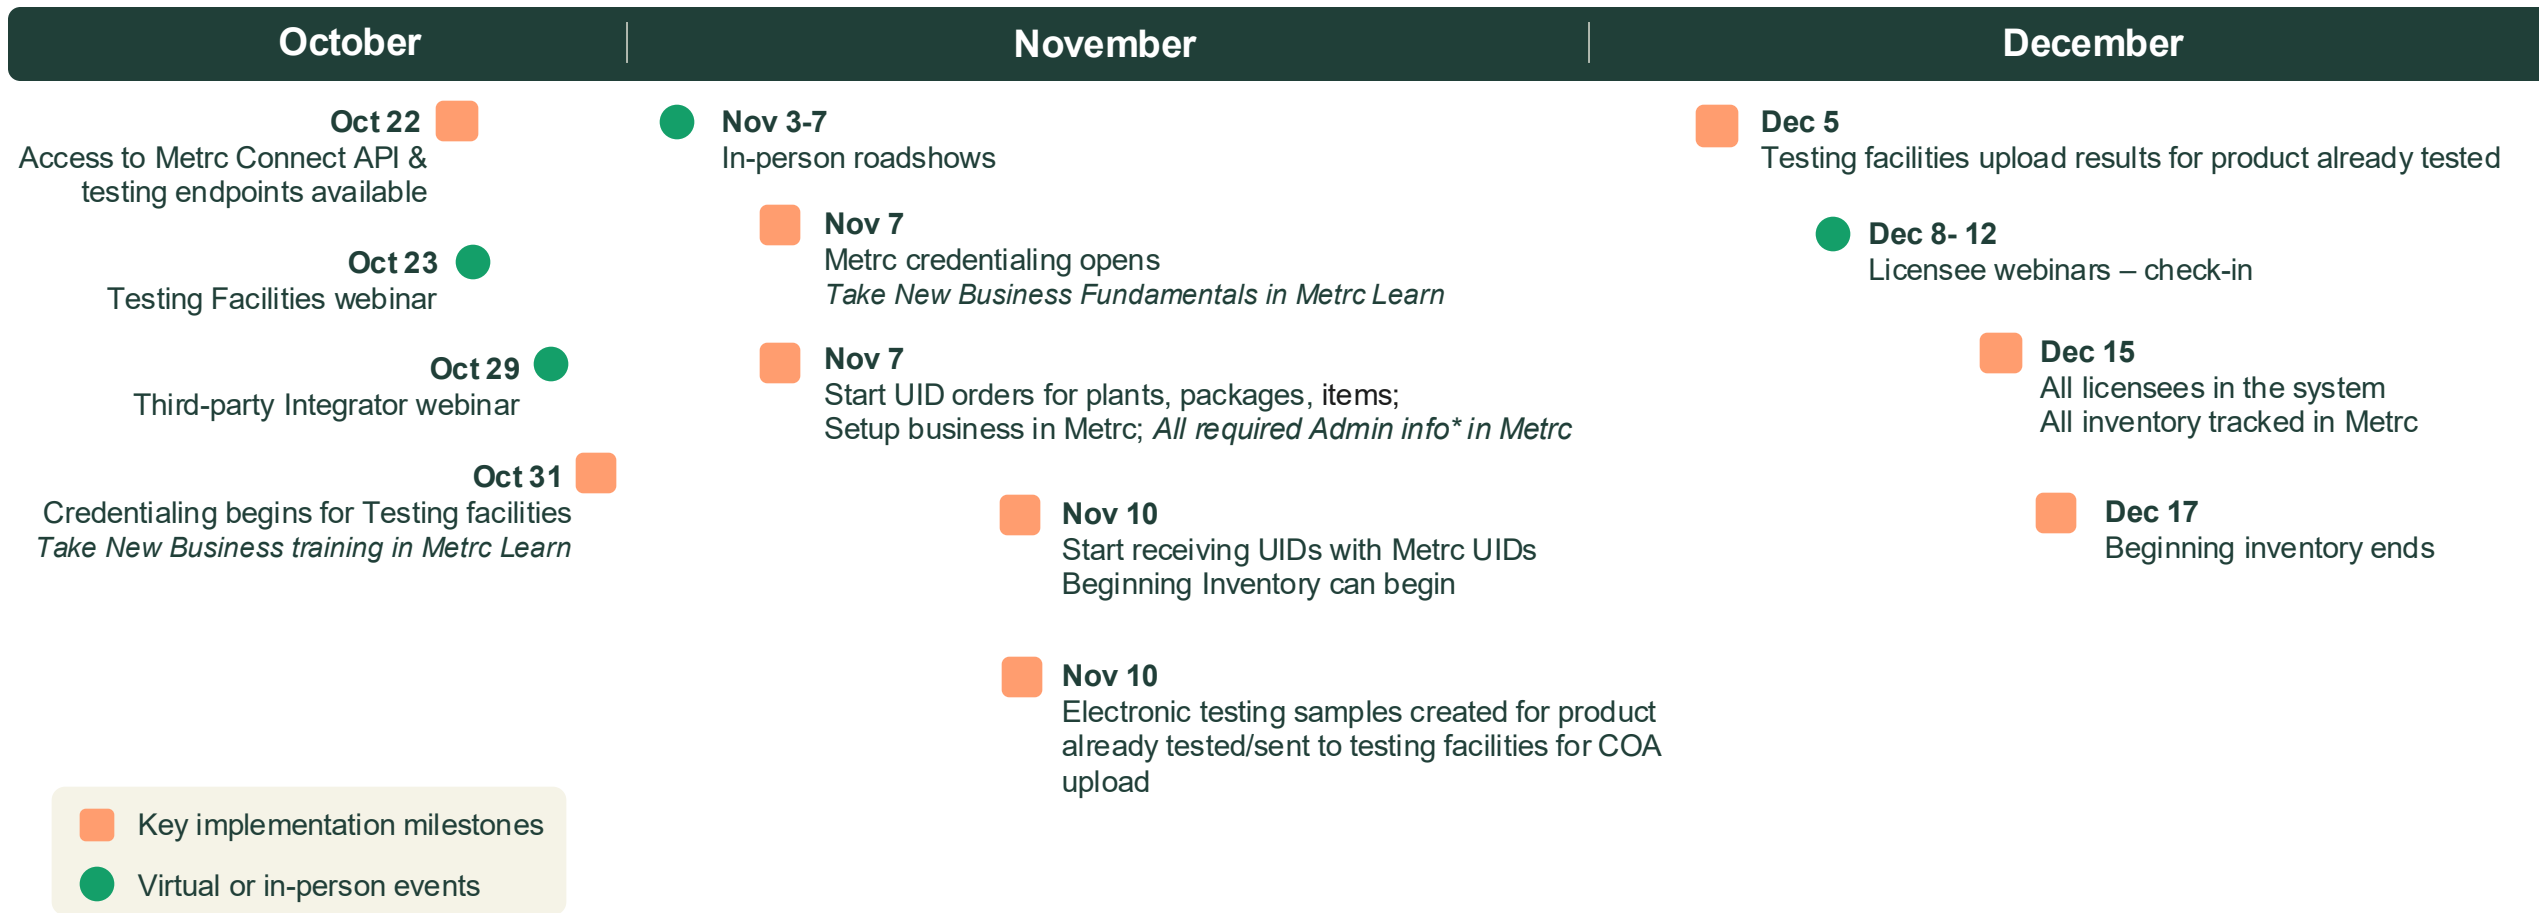 October
November
December
Oct 22
Access to Metrc Connect API &
testing endpoints available
Oct 23
Testing Facilities webinar
Oct 29
Third-party Integrator webinar
Oct 31
Credentialing begins for Testing facilities
Take New Business training in Metrc Learn
Nov 3-7
In-person roadshows
Nov 7
Metrc credentialing opens
Take New Business Fundamentals in Metrc Learn
Nov 7
Start UID orders for plants, packages, items;
Setup business in Metrc; All required Admin info* in Metrc
Nov 10
Start receiving UIDs with Metrc UIDs
Beginning Inventory can begin
Nov 10
Electronic testing samples created for product
already tested/sent to testing facilities for COA
upload
Dec 5
Testing facilities upload results for product already tested
Dec 8- 12
Licensee webinars – check-in
Dec 15
All licensees in the system
All inventory tracked in Metrc
Dec 17
Beginning inventory ends
Key implementation milestones
Virtual or in-person events